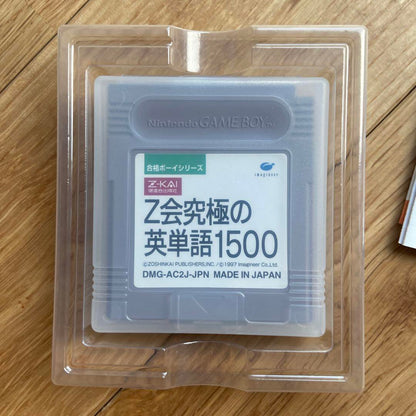 Nintendo GAME BOY TM
合格ボーイシリーズ
imagineer
Z-KAI
Z会究極の
英単語1500
©ZOSHINKAI PUBLISHERS,INC. / ©1997 Imagineer Co.,Ltd.
DMG-AC2J-JPN MADE IN JAPAN